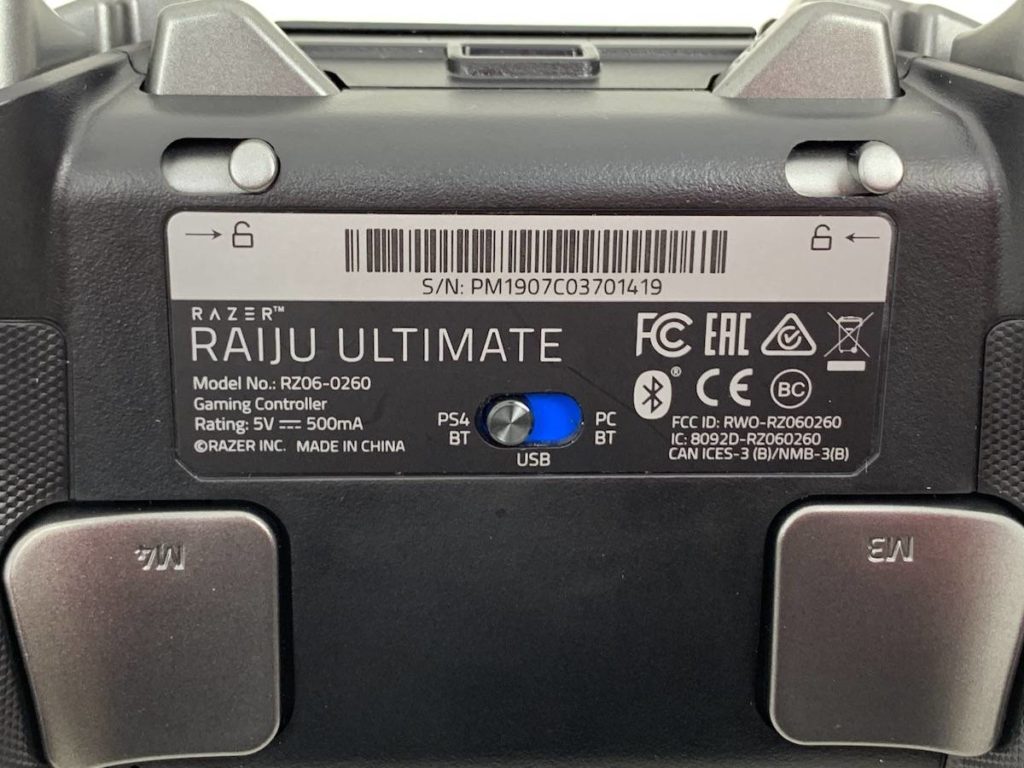 S/N: PM1907C03701419
RAZER™
RAIJU ULTIMATE
Model No.: RZ06-0260
Gaming Controller
Rating: 5V ⎓ 500mA
©RAZER INC. MADE IN CHINA
PS4
BT
USB
PC
BT
FC EAC
® CE BC
FCC ID: RWO-RZ060260
IC: 8092D-RZ060260
CAN ICES-3 (B)/NMB-3(B)
M4
M3